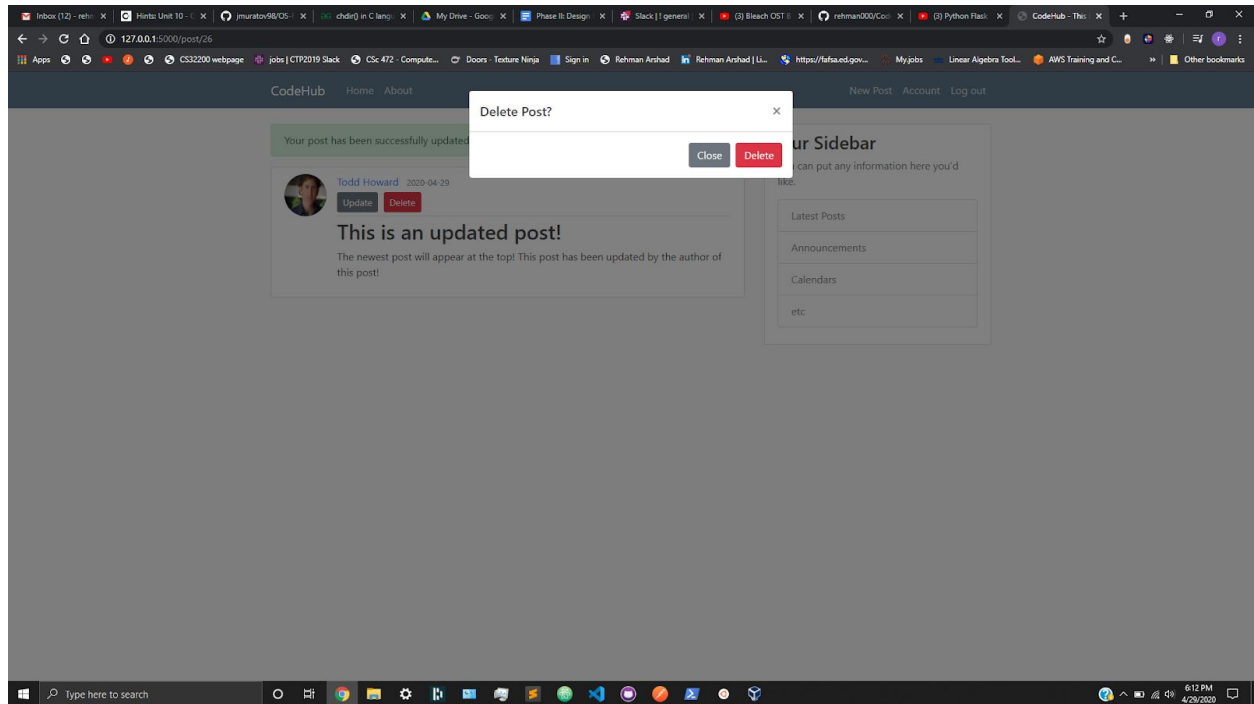 Inbox (12) - rehm
Hints: Unit 10 - C
jmuratov98/OS-
chdir() in C langu
My Drive - Goog
Phase II: Design
Slack | 1 general
(3) Bleach OST B
rehman000/Cod
(3) Python Flask
CodeHub - This
127.0.0.1:5000/post/26
Apps
CS32200 webpage
jobs | CTP2019 Slack
CSc 472 - Compute...
Doors - Texture Ninja
Sign in
Rehman Arshad
Rehman Arshad | Li...
https://fafsa.ed.gov...
My.jobs
Linear Algebra Tool...
AWS Training and C...
Other bookmarks
CodeHub Home About
New Post Account Log out
Delete Post?
Close Delete
Your post has been successfully updated
Todd Howard 2020-04-29
Update Delete
This is an updated post!
The newest post will appear at the top! This post has been updated by the author of
this post!
ur Sidebar
can put any information here you'd
like.
Latest Posts
Announcements
Calendars
etc
Type here to search
6:12 PM
4/29/2020